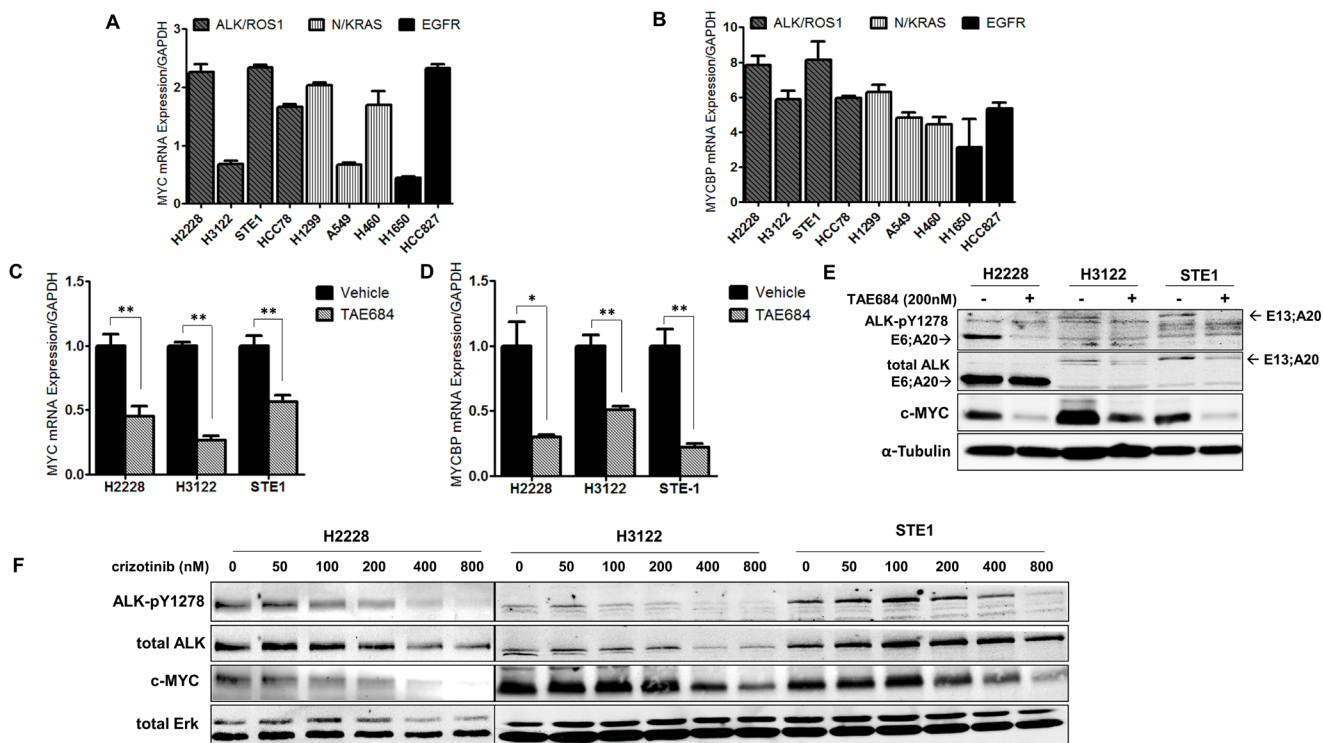 A
ALK/ROS1 N/KRAS EGFR
MYC mRNA Expression/GAPDH
3
2
1
0
H2228 H3122 STE1 HCC78 H1299 A549 H460 H1650 HCC827
B
ALK/ROS1 N/KRAS EGFR
MYCBP mRNA Expression/GAPDH
10
8
6
4
2
0
H2228 H3122 STE1 HCC78 H1299 A549 H460 H1650 HCC827
C
MYC mRNA Expression/GAPDH
1.0
0.5
0.0
** ** **
Vehicle
TAE684
H2228 H3122 STE1
D
MYCBP mRNA Expression/GAPDH
1.0
0.5
0.0
* ** **
Vehicle
TAE684
H2228 H3122 STE-1
E
H2228 H3122 STE1
TAE684 (200nM) - + - + - +
ALK-pY1278 ← E13;A20
E6;A20→
total ALK ← E13;A20
E6;A20→
c-MYC
α-Tubulin
F
H2228 H3122 STE1
crizotinib (nM) 0 50 100 200 400 800 0 50 100 200 400 800 0 50 100 200 400 800
ALK-pY1278
total ALK
c-MYC
total Erk